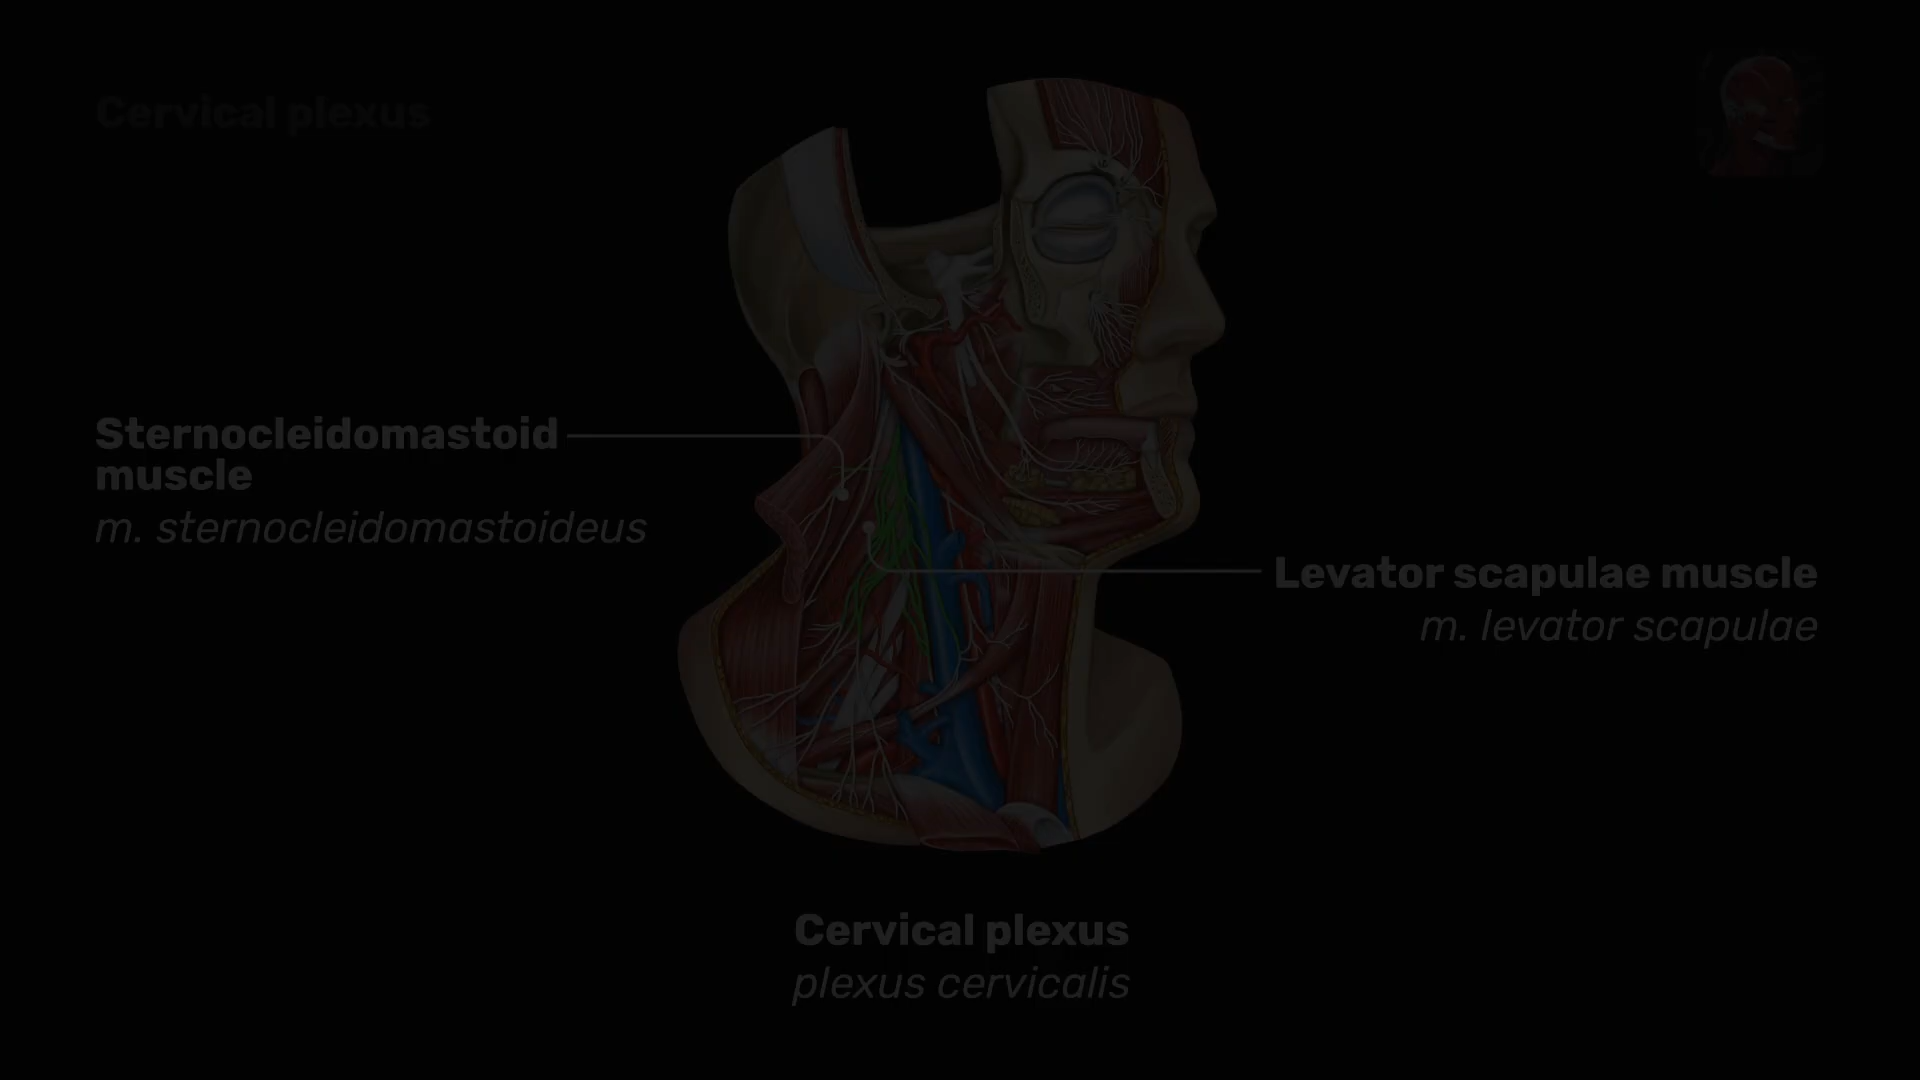 Cervical plexus
Sternocleidomastoid
muscle
m. sternocleidomastoideus
Levator scapulae muscle
m. levator scapulae
Cervical plexus
plexus cervicalis